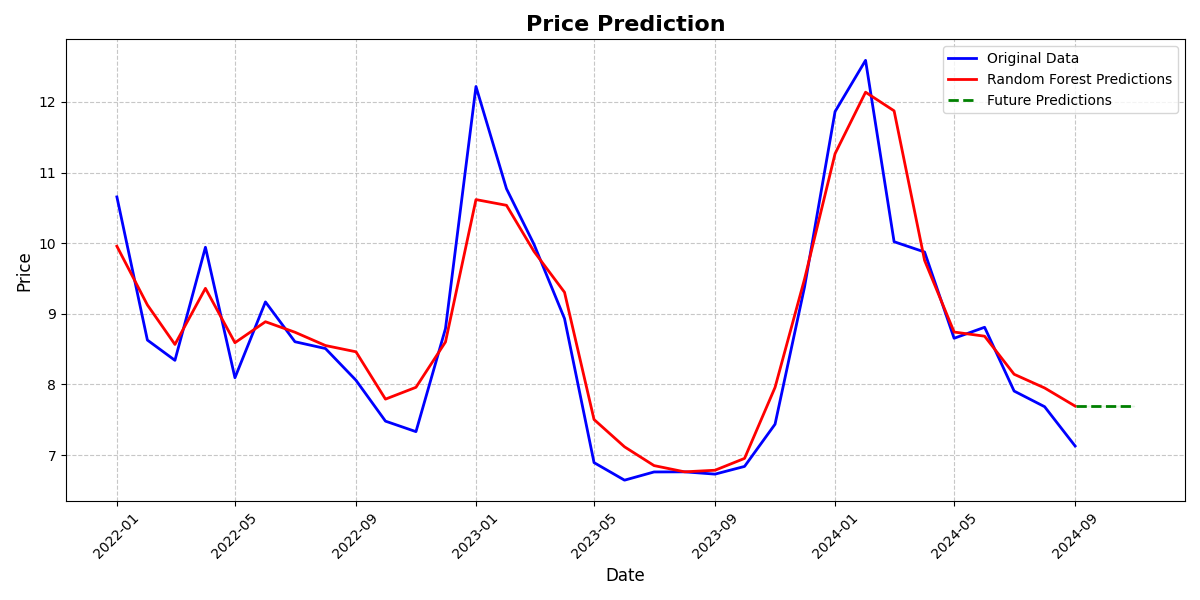 Price Prediction
Original Data
Random Forest Predictions
Future Predictions
Price
12
11
10
9
8
7
2022-01
2022-05
2022-09
2023-01
2023-05
2023-09
2024-01
2024-05
2024-09
Date